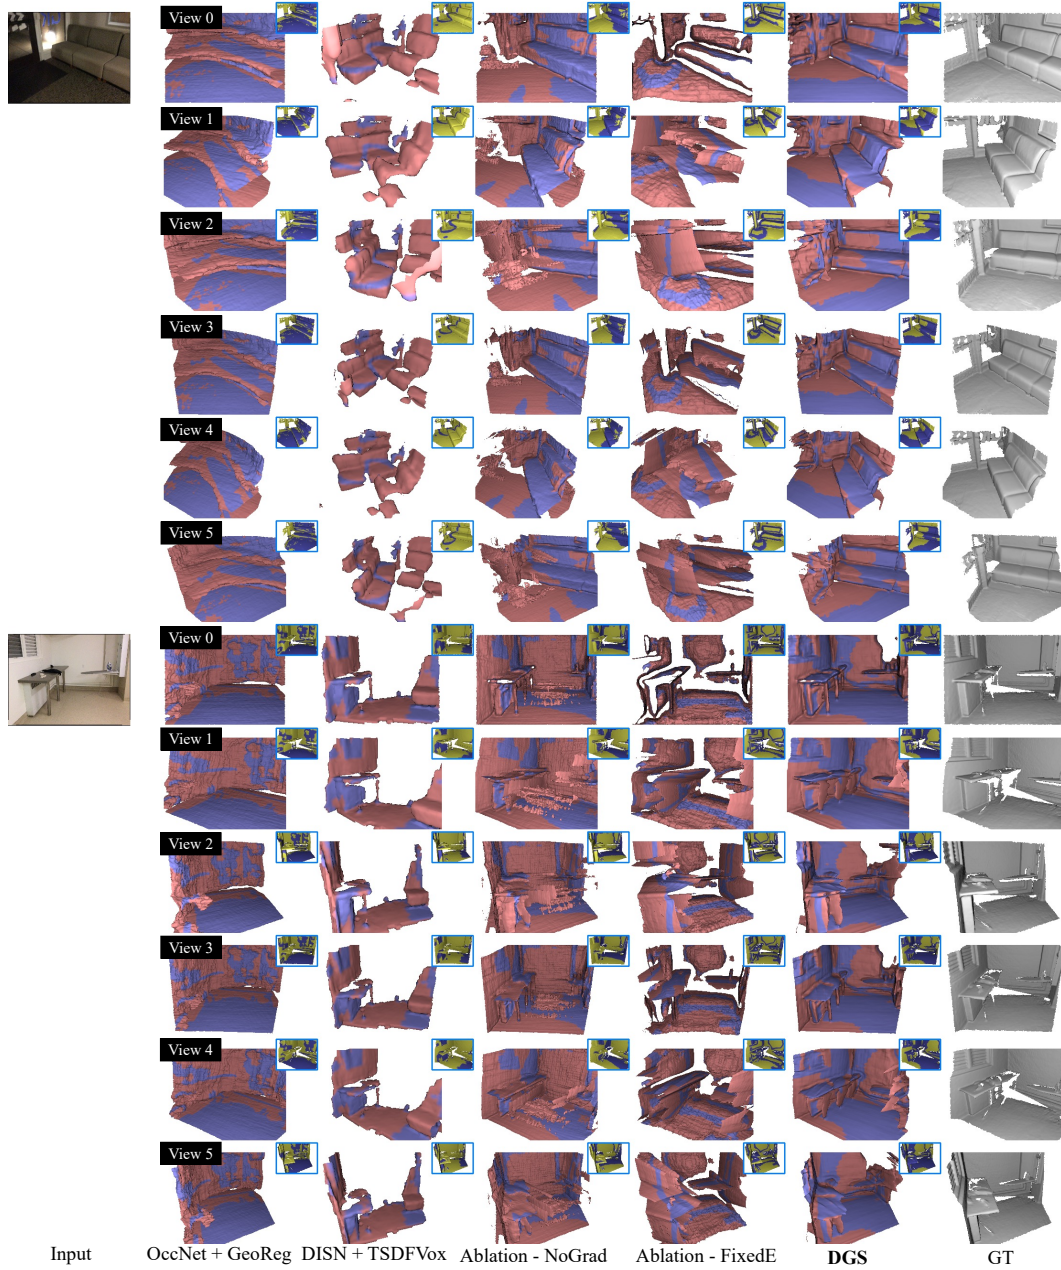 View 0
View 1
View 2
View 3
View 4
View 5
View 0
View 1
View 2
View 3
View 4
View 5
Input OccNet + GeoReg DISN + TSDFVox Ablation - NoGrad Ablation - FixedE DGS GT